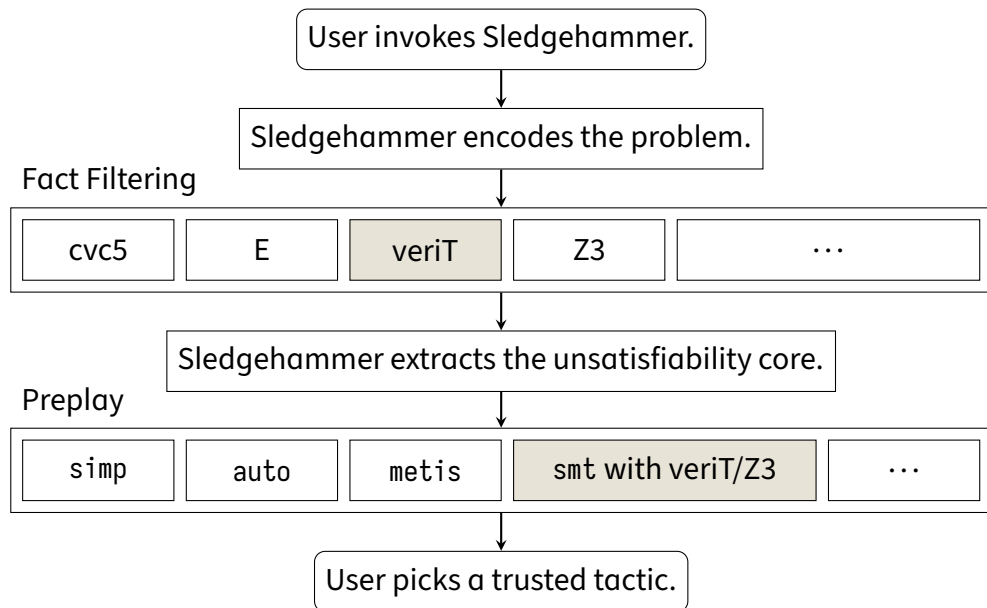 User invokes Sledgehammer.
Sledgehammer encodes the problem.
Fact Filtering
cvc5 E veriT Z3 ⋯
Sledgehammer extracts the unsatisfiability core.
Preplay
simp auto metis smt with veriT/Z3 ⋯
User picks a trusted tactic.